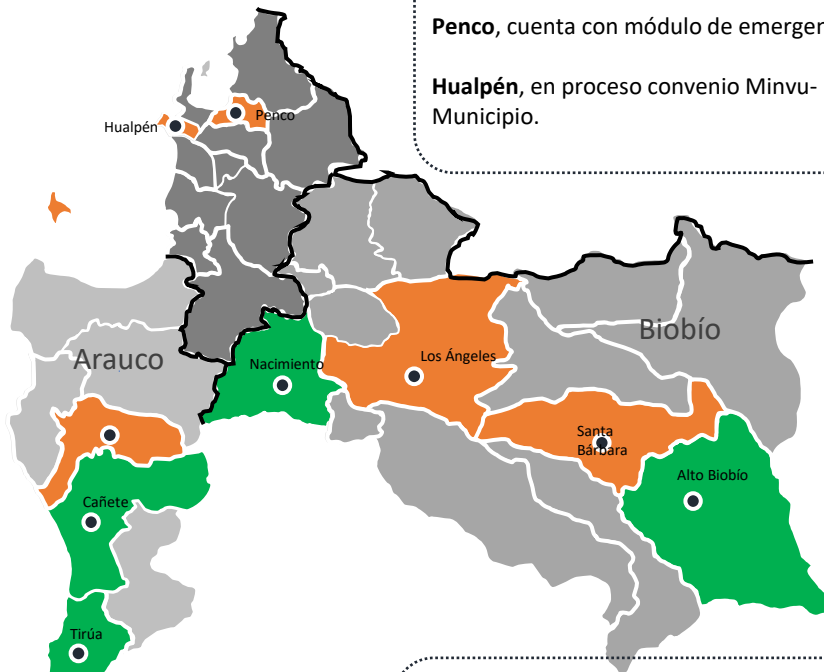 Penco, cuenta con módulo de emergen
Hualpén, en proceso convenio Minvu-
Municipio.
Penco
Hualpén
Biobío
Arauco
Nacimiento
Los Ángeles
Santa
Bárbara
Alto Biobío
Cañete
Tirúa